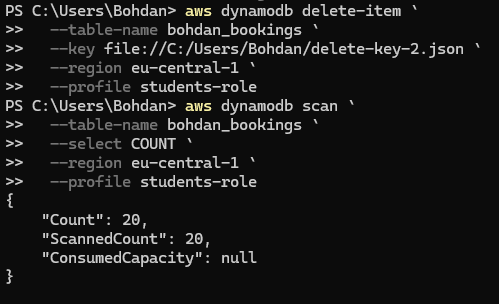 PS C:\Users\Bohdan> aws dynamodb delete-item `
>>   --table-name bohdan_bookings `
>>   --key file://C:/Users/Bohdan/delete-key-2.json `
>>   --region eu-central-1 `
>>   --profile students-role
PS C:\Users\Bohdan> aws dynamodb scan `
>>   --table-name bohdan_bookings `
>>   --select COUNT `
>>   --region eu-central-1 `
>>   --profile students-role
{
    "Count": 20,
    "ScannedCount": 20,
    "ConsumedCapacity": null
}